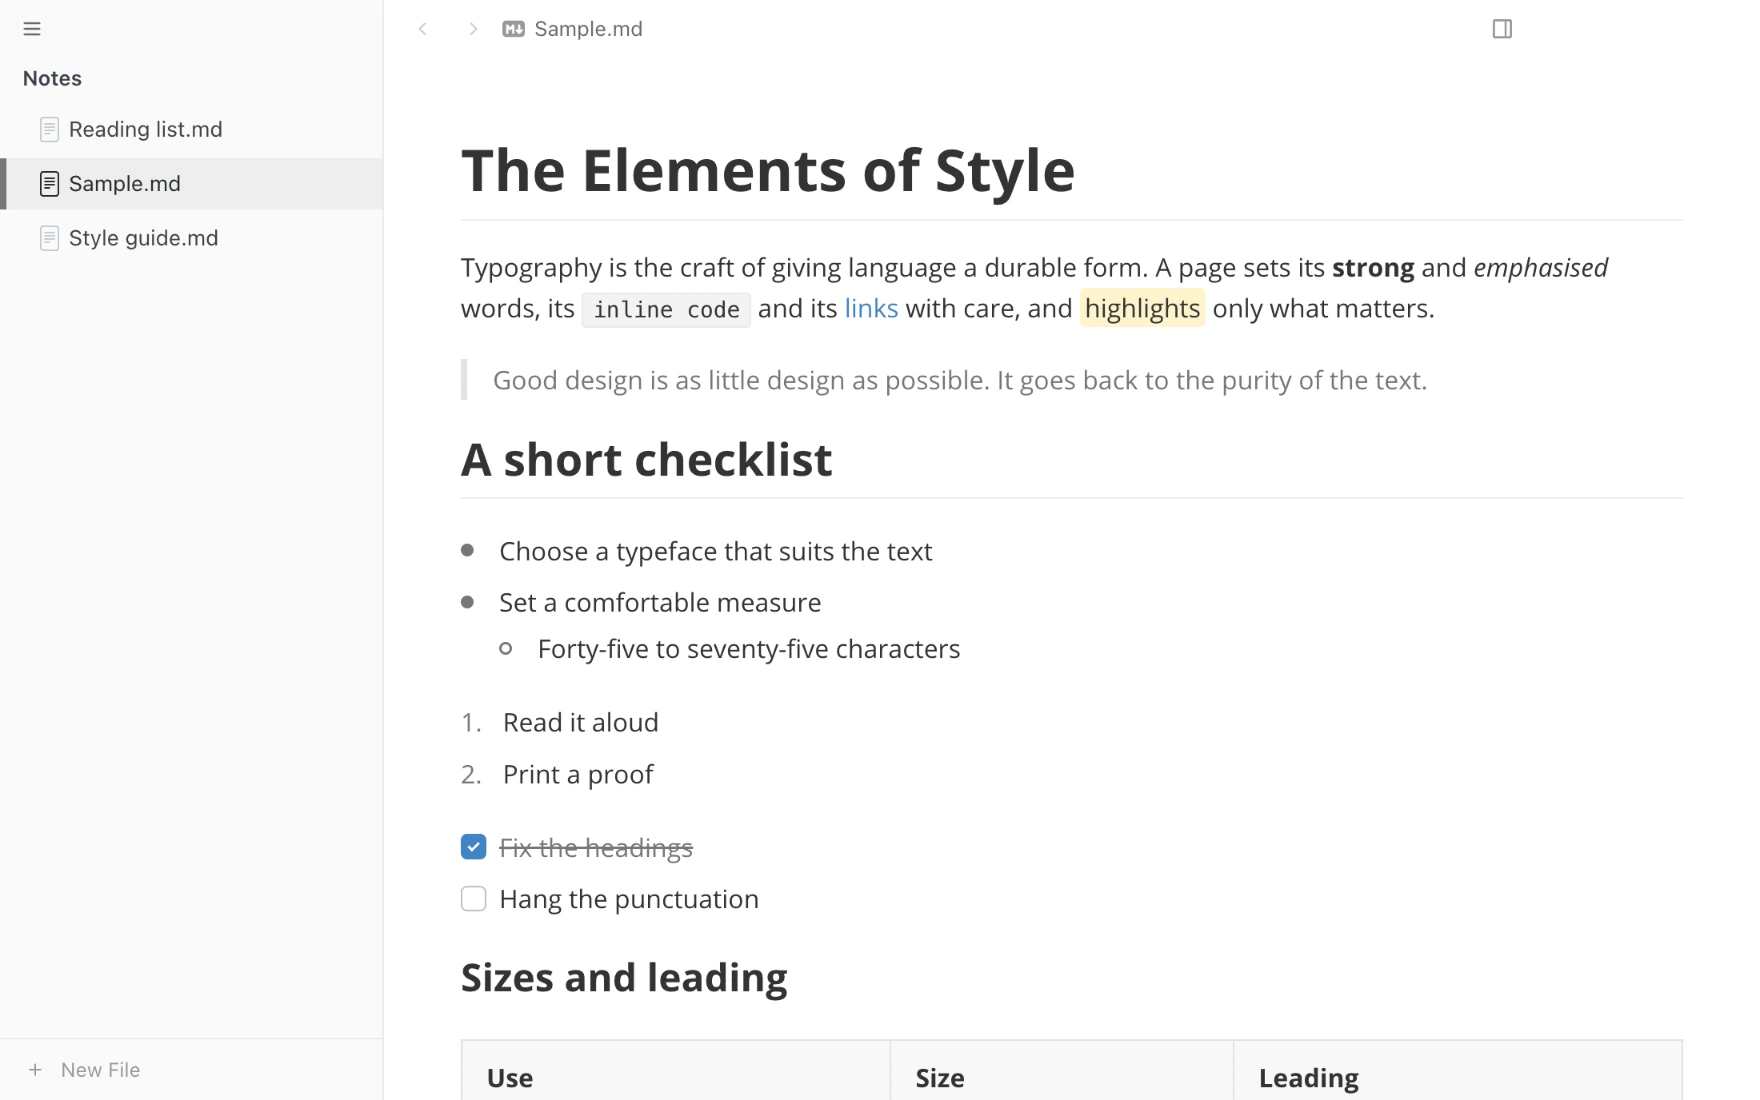 Notes
Reading list.md
Sample.md
Style guide.md
New File
Sample.md
The Elements of Style
Typography is the craft of giving language a durable form. A page sets its strong and emphasised
words, its inline code and its links with care, and highlights only what matters.
Good design is as little design as possible. It goes back to the purity of the text.
A short checklist
Choose a typeface that suits the text
Set a comfortable measure
Forty-five to seventy-five characters
1. Read it aloud
2. Print a proof
Fix the headings
Hang the punctuation
Sizes and leading
Use Size Leading